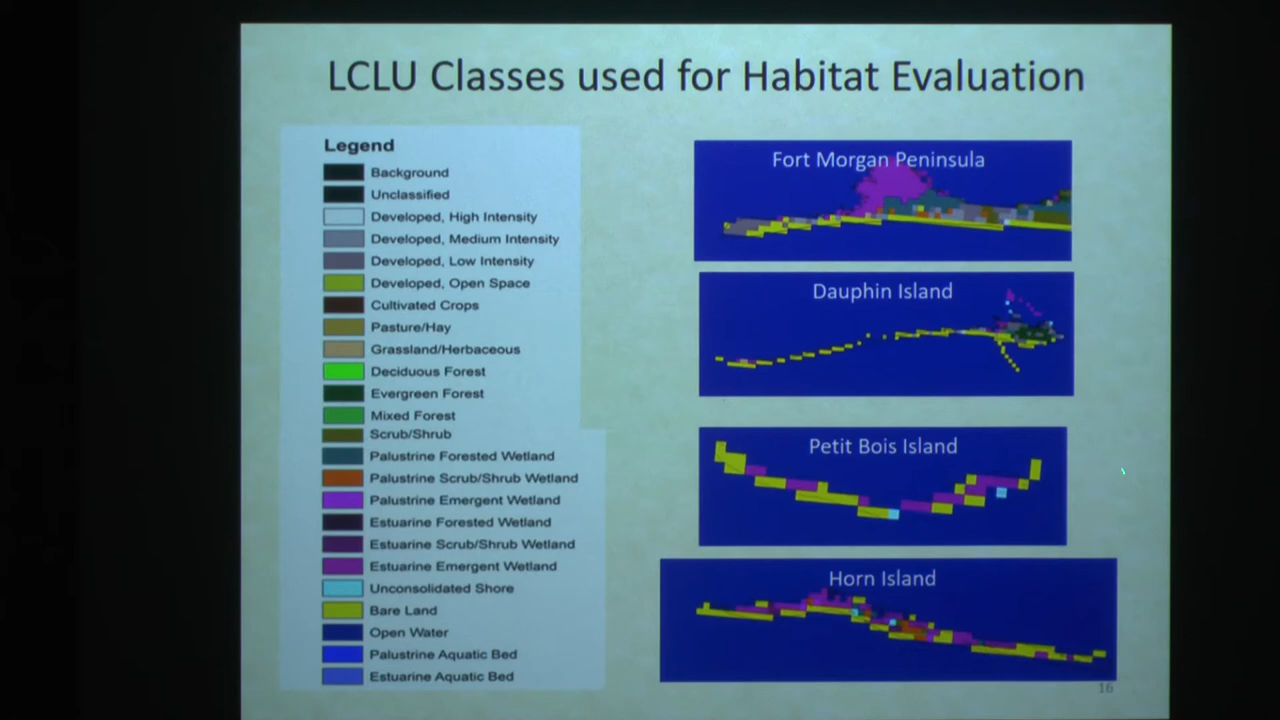 LCLU Classes used for Habitat Evaluation
Legend
Background
Unclassified
Developed, High Intensity
Developed, Medium Intensity
Developed, Low Intensity
Developed, Open Space
Cultivated Crops
Pasture/Hay
Grassland/Herbaceous
Deciduous Forest
Evergreen Forest
Mixed Forest
Scrub/Shrub
Palustrine Forested Wetland
Palustrine Scrub/Shrub Wetland
Palustrine Emergent Wetland
Estuarine Forested Wetland
Estuarine Scrub/Shrub Wetland
Estuarine Emergent Wetland
Unconsolidated Shore
Bare Land
Open Water
Palustrine Aquatic Bed
Estuarine Aquatic Bed
Fort Morgan Peninsula
Dauphin Island
Petit Bois Island
Horn Island
16